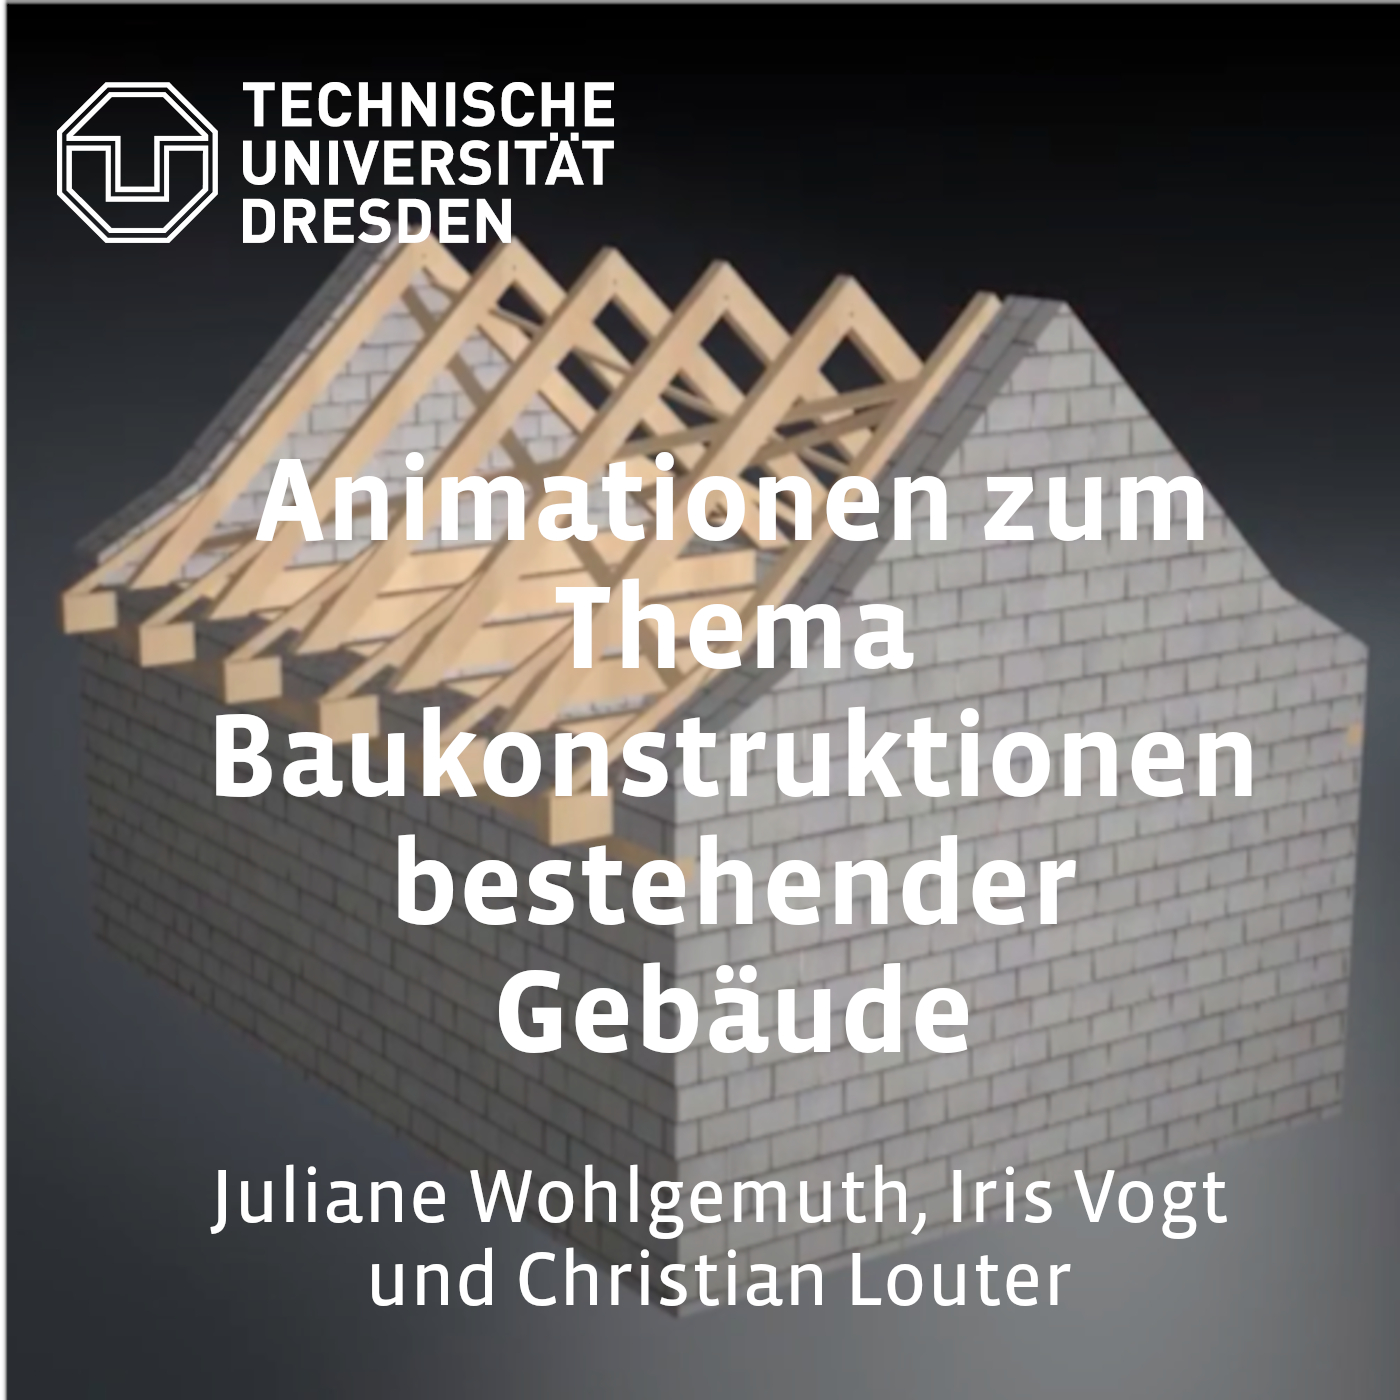 TECHNISCHE
UNIVERSITÄT
DRESDEN
Animationen zum
Thema
Baukonstruktionen
bestehender
Gebäude
Juliane Wohlgemuth, Iris Vogt
und Christian Louter